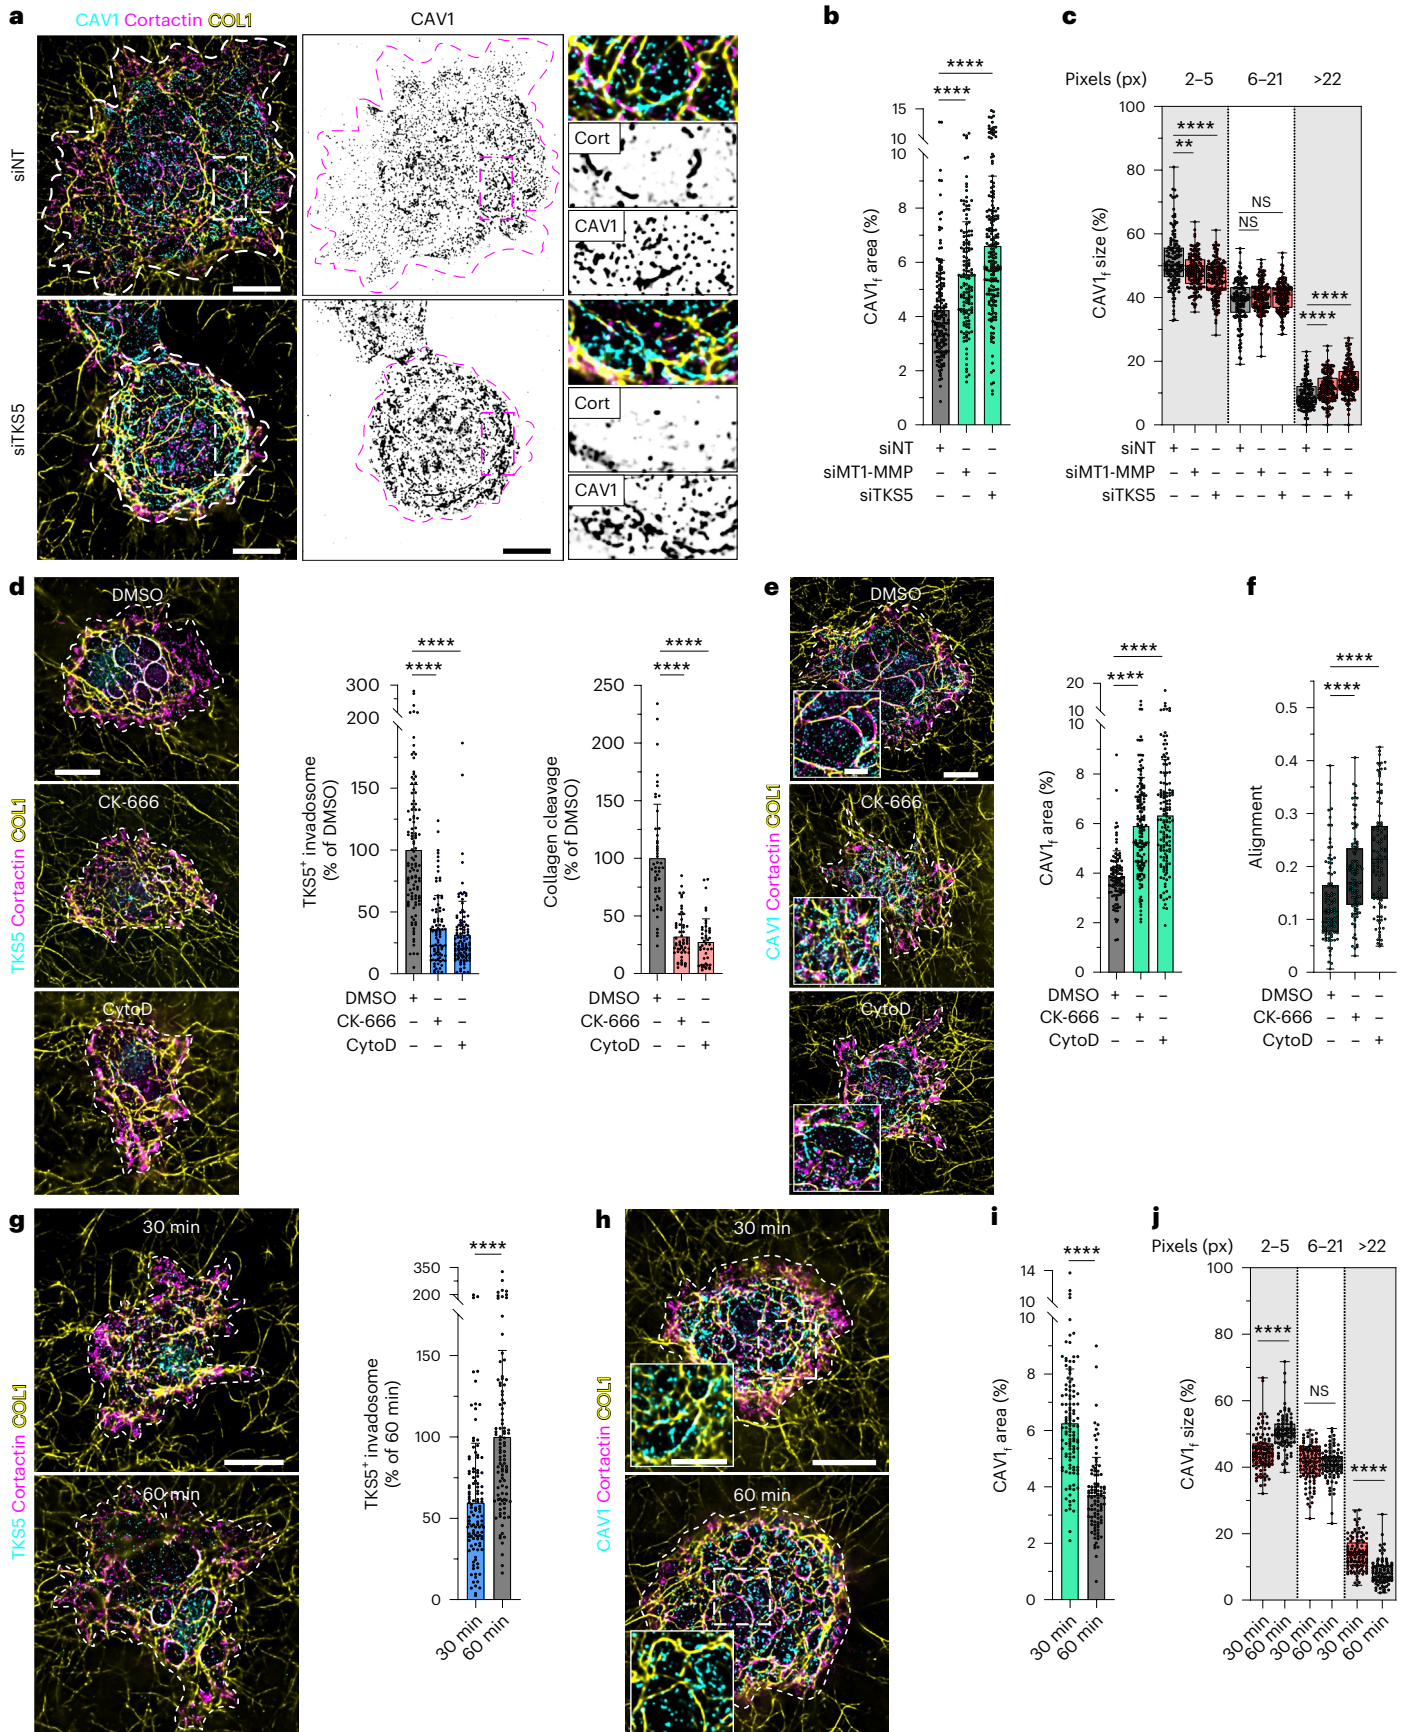 a
CAV1 Cortactin COL1
CAV1
siNT
Cort
CAV1
siTKS5
Cort
CAV1
b
****
****
15
10
10
8
6
4
2
0
CAV1f area (%)
siNT + − −
siMT1-MMP − + −
siTKS5 − − +
c
Pixels (px) 2–5 6–21 >22
100
80
60
40
20
0
CAV1f size (%)
****
**
NS
NS
****
****
siNT + − − + − − + − −
siMT1-MMP − + − − + − − + −
siTKS5 − − + − − + − − +
d
TKS5 Cortactin COL1
DMSO
CK-666
CytoD
****
****
300
200
150
100
50
0
TKS5+ invadosome
(% of DMSO)
DMSO + − −
CK-666 − + −
CytoD − − +
****
****
250
200
150
100
50
0
Collagen cleavage
(% of DMSO)
DMSO + − −
CK-666 − + −
CytoD − − +
e
CAV1 Cortactin COL1
DMSO
CK-666
CytoD
****
****
20
10
10
8
6
4
2
0
CAV1f area (%)
DMSO + − −
CK-666 − + −
CytoD − − +
f
****
****
0.5
0.4
0.3
0.2
0.1
0
Alignment
DMSO + − −
CK-666 − + −
CytoD − − +
g
TKS5 Cortactin COL1
30 min
60 min
****
350
200
150
100
50
0
TKS5+ invadosome
(% of 60 min)
30 min
60 min
h
CAV1 Cortactin COL1
30 min
60 min
i
****
14
10
10
8
6
4
2
0
CAV1f area (%)
30 min
60 min
j
Pixels (px) 2–5 6–21 >22
100
80
60
40
20
0
CAV1f size (%)
****
NS
****
30 min
60 min
30 min
60 min
30 min
60 min